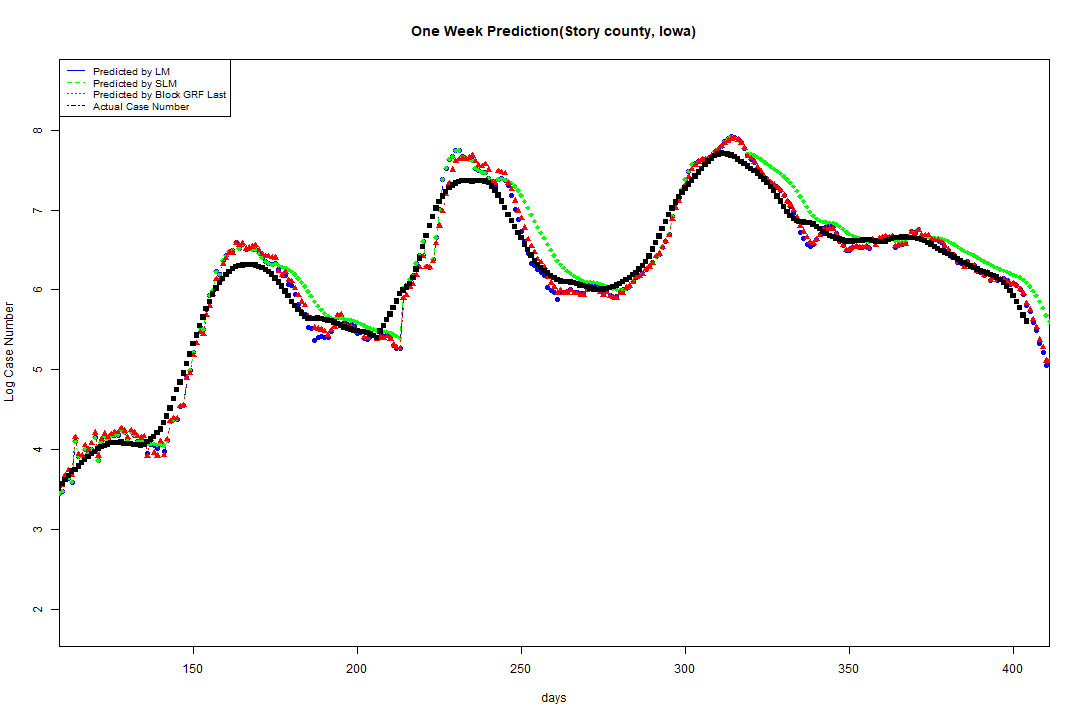 One Week Prediction(Story county, Iowa)
Predicted by LM
Predicted by SLM
Predicted by Block GRF Last
Actual Case Number
Log Case Number
8
7
6
5
4
3
2
150 200 250 300 350 400
days